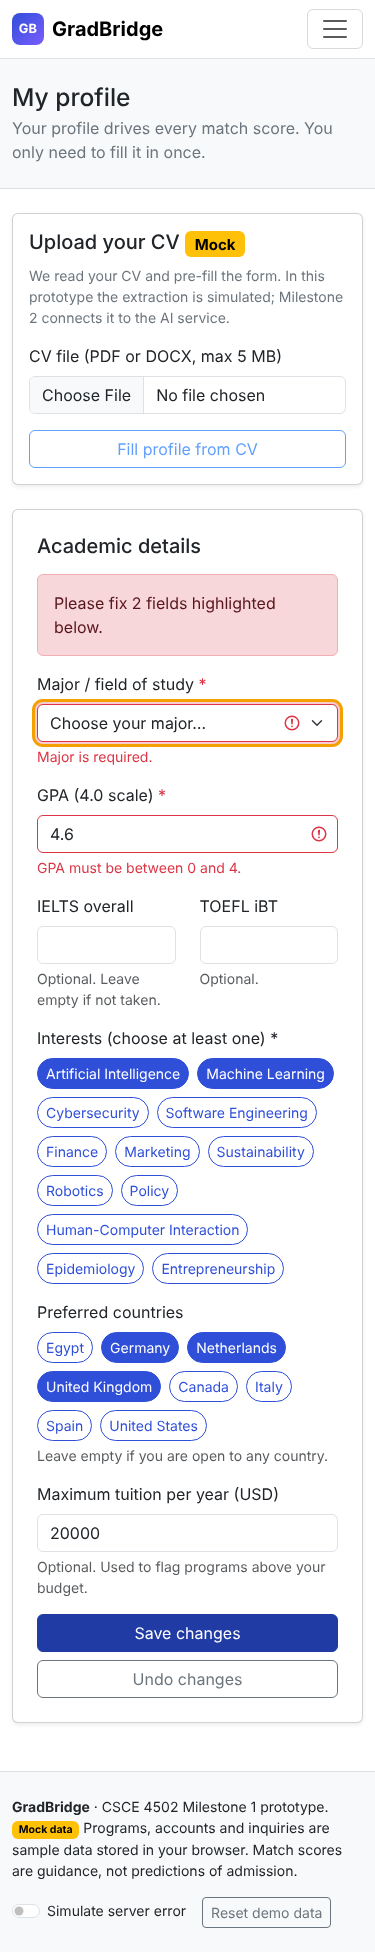 GB GradBridge
My profile
Your profile drives every match score. You
only need to fill it in once.
Upload your CV Mock
We read your CV and pre-fill the form. In this
prototype the extraction is simulated; Milestone
2 connects it to the AI service.
CV file (PDF or DOCX, max 5 MB)
Choose File No file chosen
Fill profile from CV
Academic details
Please fix 2 fields highlighted
below.
Major / field of study *
Choose your major...
Major is required.
GPA (4.0 scale) *
4.6
GPA must be between 0 and 4.
IELTS overall TOEFL iBT
Optional. Leave Optional.
empty if not taken.
Interests (choose at least one) *
Artificial Intelligence Machine Learning
Cybersecurity Software Engineering
Finance Marketing Sustainability
Robotics Policy
Human-Computer Interaction
Epidemiology Entrepreneurship
Preferred countries
Egypt Germany Netherlands
United Kingdom Canada Italy
Spain United States
Leave empty if you are open to any country.
Maximum tuition per year (USD)
20000
Optional. Used to flag programs above your
budget.
Save changes
Undo changes
GradBridge · CSCE 4502 Milestone 1 prototype.
Mock data Programs, accounts and inquiries are
sample data stored in your browser. Match scores
are guidance, not predictions of admission.
Simulate server error Reset demo data